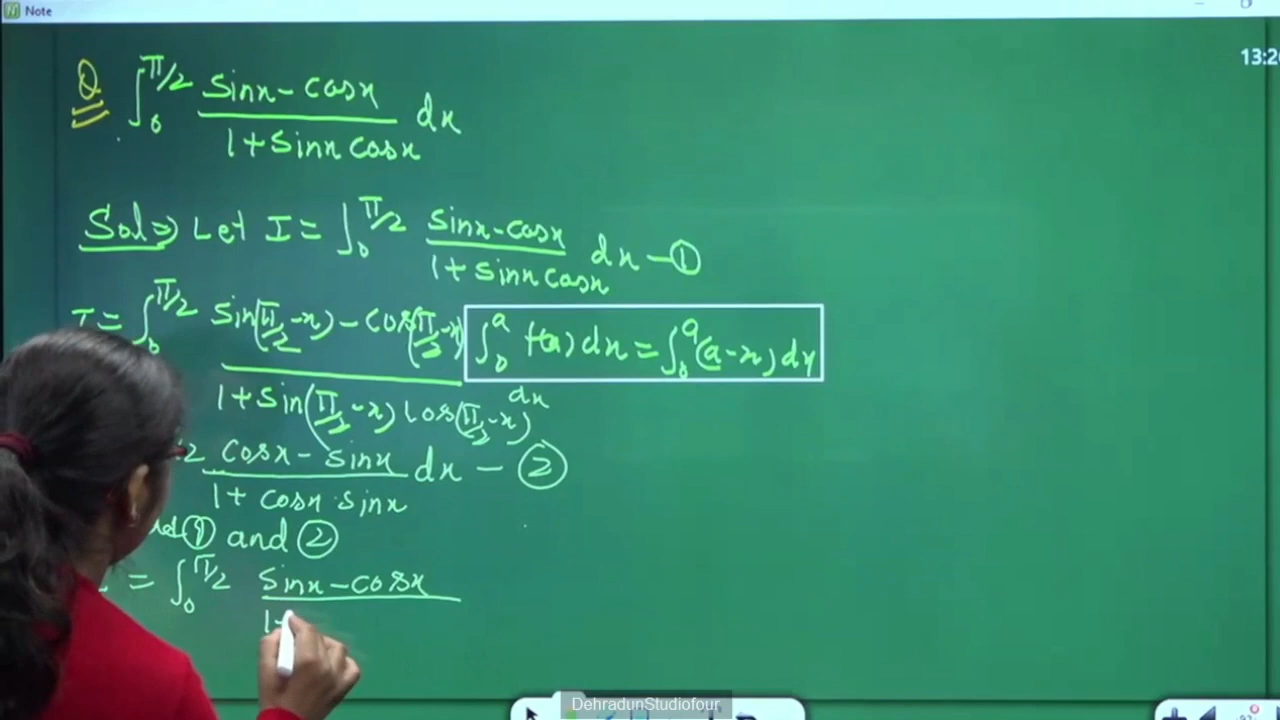 Note
13:20
Q ∫₀^π/2 sinx - cosx / 1 + sinx cosx dx
Sol ⇒ Let I = ∫₀^π/2 sinx - cosx / 1 + sinx cosx dx - ①
I = ∫₀^π/2 sin(π/2 - x) - cos(π/2 - x) / 1 + sin(π/2 - x) cos(π/2 - x) dx
∫₀^a f(x) dx = ∫₀^a (a - x) dx
cosx - sinx / 1 + cosx sinx dx - ②
① and ②
= ∫₀^π/2 sinx - cosx / 1+
DehradunStudiofour